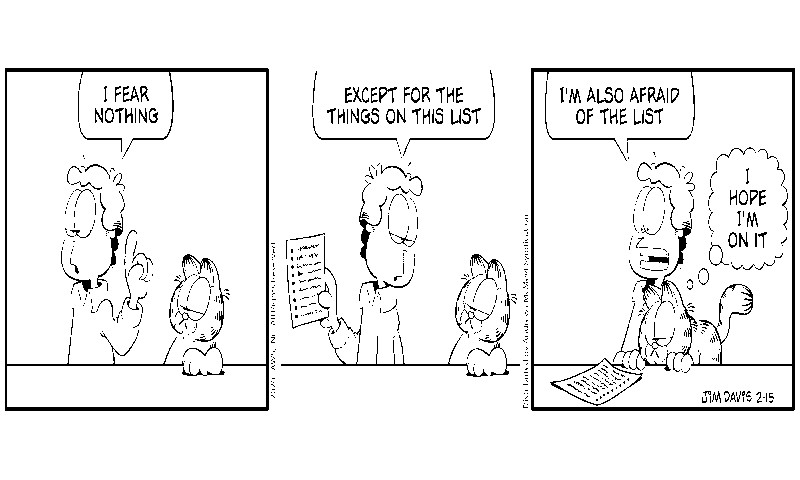 I FEAR
NOTHING
EXCEPT FOR THE
THINGS ON THIS LIST
I'M ALSO AFRAID
OF THE LIST
I
HOPE
I'M
ON IT
JIM DAVIS 2-15